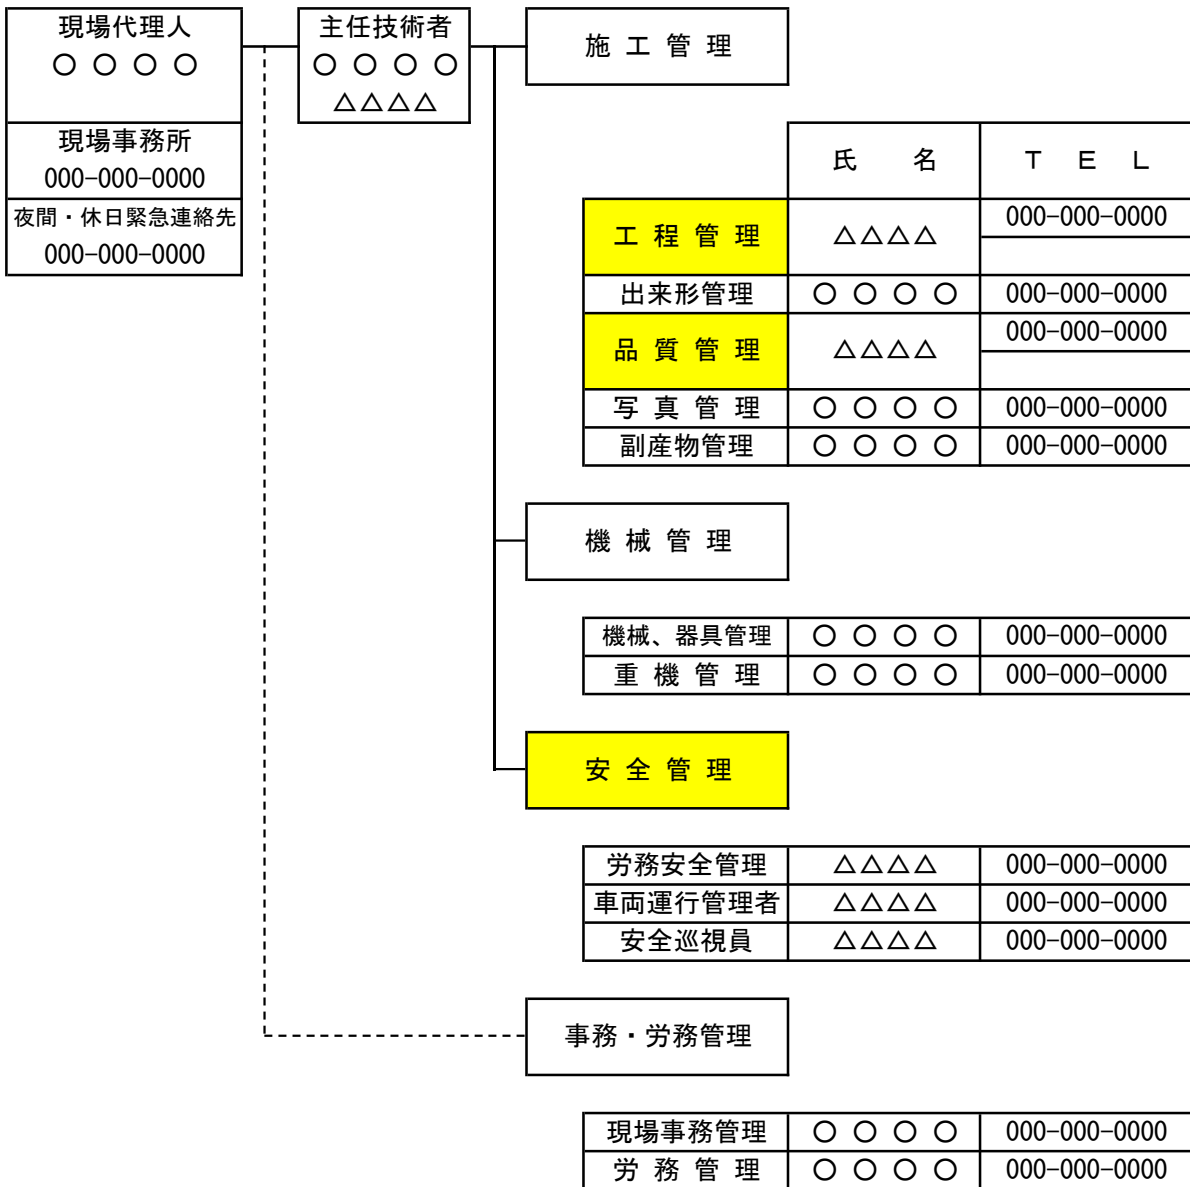 現場代理人
○ ○ ○ ○
主任技術者
○ ○ ○ ○
△△△△
施 工 管 理
現場事務所
000-000-0000
夜間・休日緊急連絡先
000-000-0000
氏　　名　T　E　L
工 程 管 理　△△△△　000-000-0000
出来形管理　○ ○ ○ ○　000-000-0000
品 質 管 理　△△△△　000-000-0000
写 真 管 理　○ ○ ○ ○　000-000-0000
副産物管理　○ ○ ○ ○　000-000-0000
機 械 管 理
機械、器具管理　○ ○ ○ ○　000-000-0000
重 機 管 理　○ ○ ○ ○　000-000-0000
安 全 管 理
労務安全管理　△△△△　000-000-0000
車両運行管理者　△△△△　000-000-0000
安全巡視員　△△△△　000-000-0000
事務・労務管理
現場事務管理　○ ○ ○ ○　000-000-0000
労 務 管 理　○ ○ ○ ○　000-000-0000